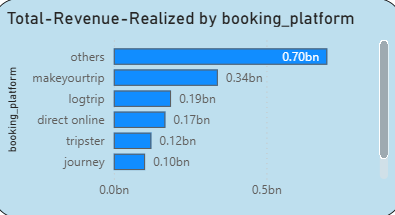 Total-Revenue-Realized by booking_platform
booking_platform
others 0.70bn
makeyourtrip 0.34bn
logtrip 0.19bn
direct online 0.17bn
tripster 0.12bn
journey 0.10bn
0.0bn 0.5bn